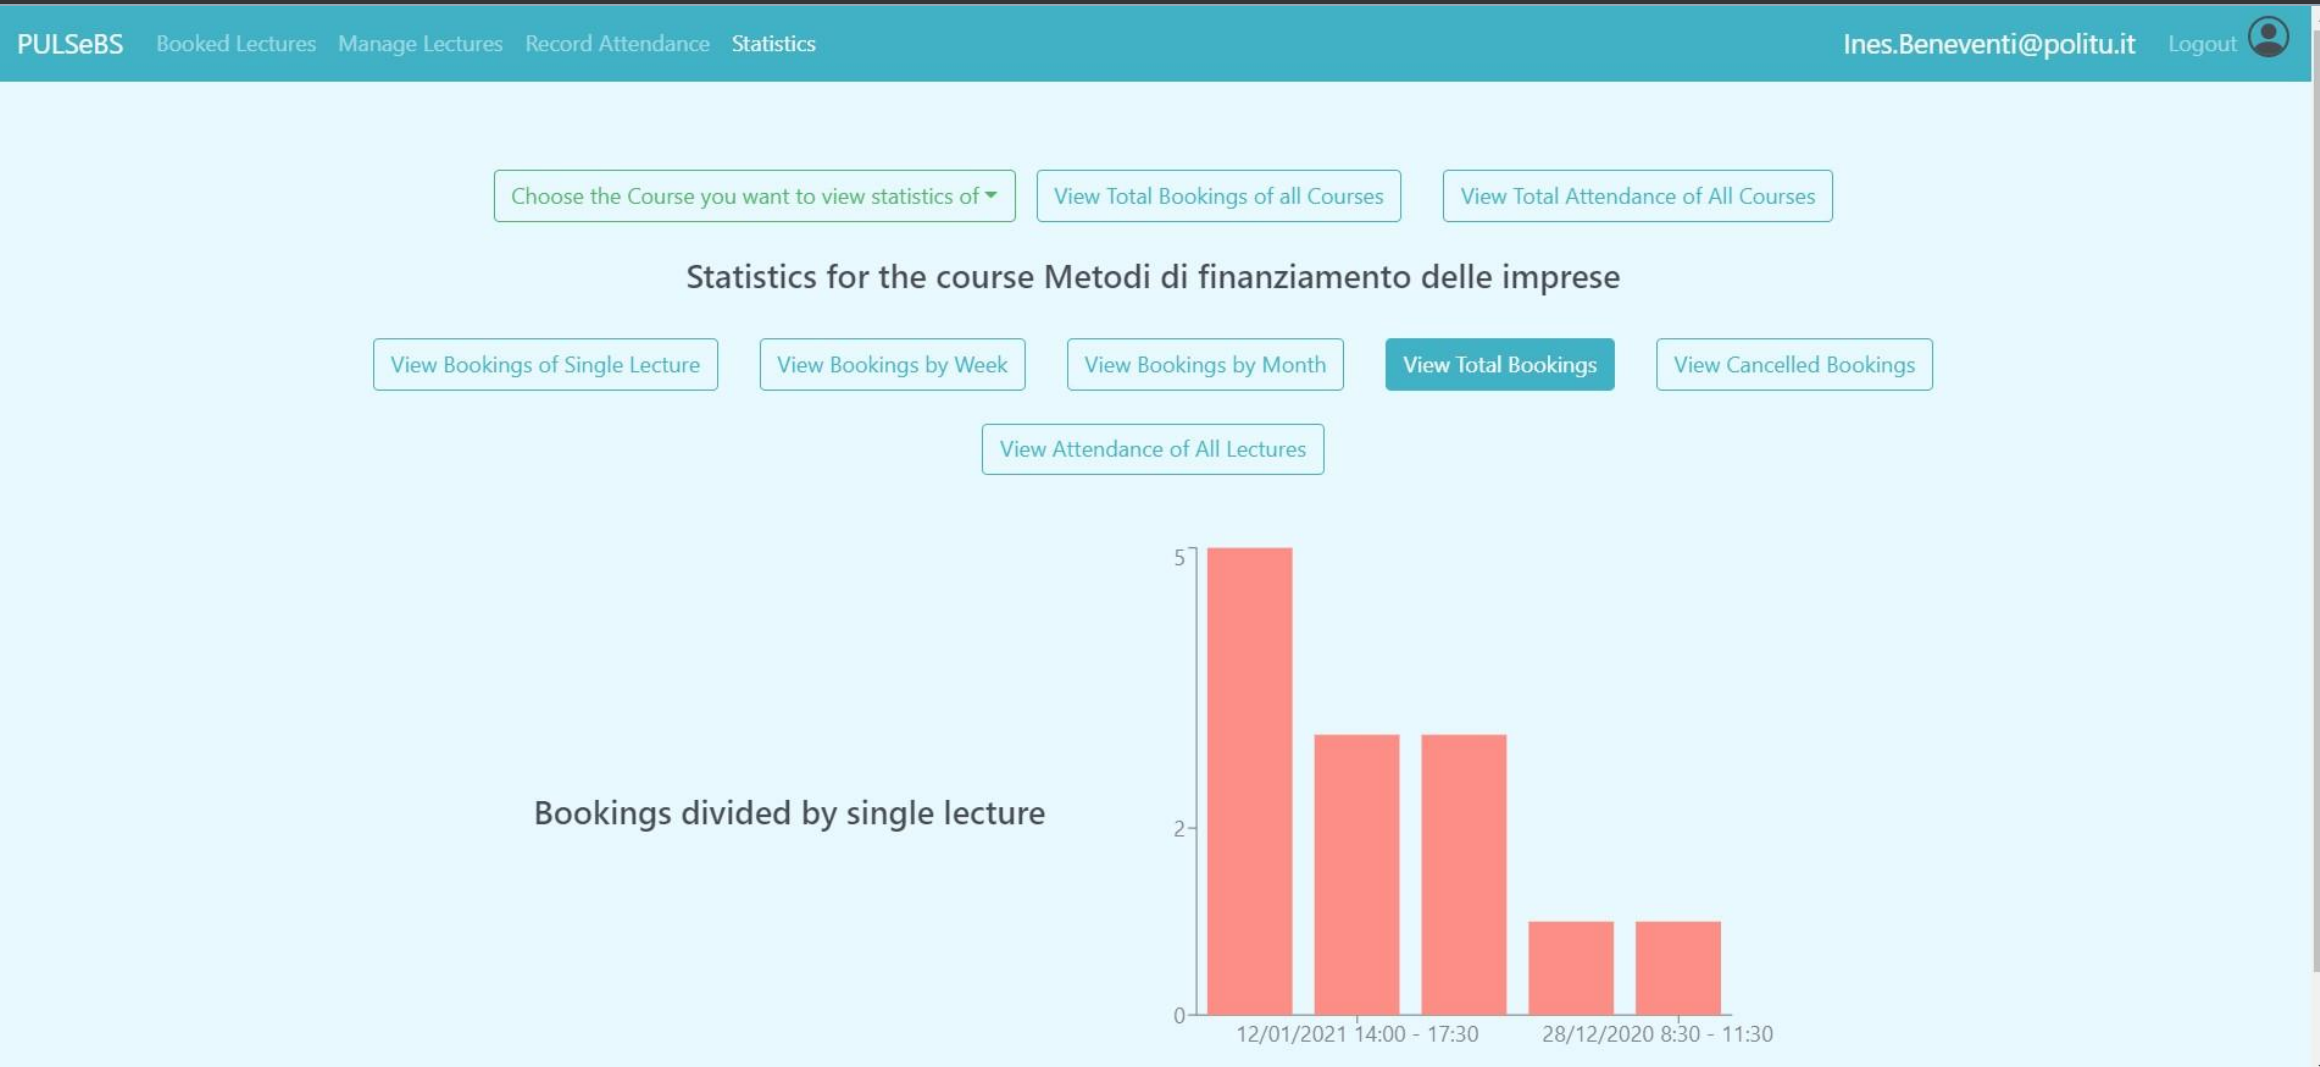 PULSeBS Booked Lectures Manage Lectures Record Attendance Statistics Ines.Beneventi@politu.it Logout
Choose the Course you want to view statistics of View Total Bookings of all Courses View Total Attendance of All Courses
Statistics for the course Metodi di finanziamento delle imprese
View Bookings of Single Lecture View Bookings by Week View Bookings by Month View Total Bookings View Cancelled Bookings
View Attendance of All Lectures
5
Bookings divided by single lecture
2
0
12/01/2021 14:00 - 17:30 28/12/2020 8:30 - 11:30